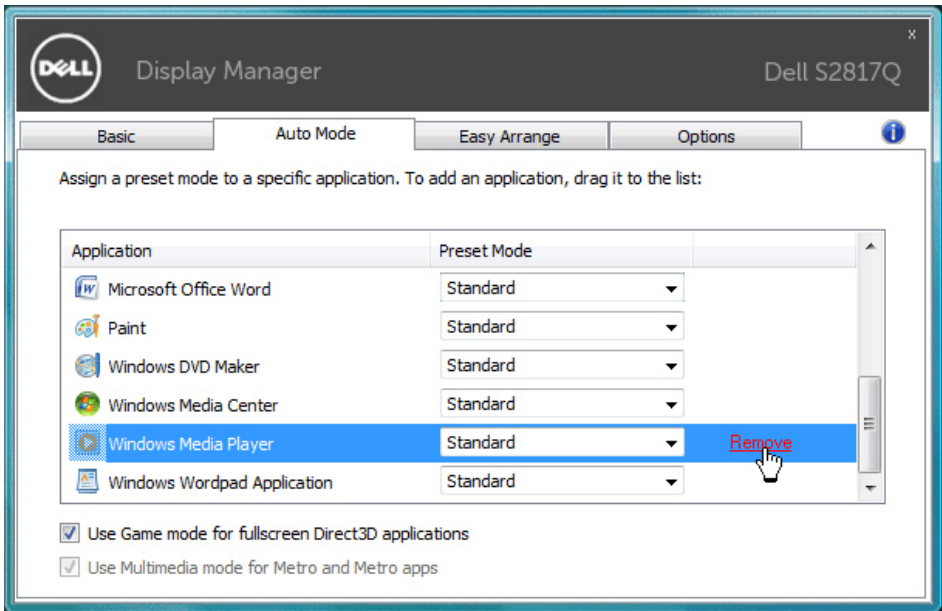 x
DELL Display Manager Dell S2817Q
Basic Auto Mode Easy Arrange Options i
Assign a preset mode to a specific application. To add an application, drag it to the list:
Application Preset Mode
W Microsoft Office Word Standard
Paint Standard
Windows DVD Maker Standard
Windows Media Center Standard
Windows Media Player Standard Remove
A Windows Wordpad Application Standard
Use Game mode for fullscreen Direct3D applications
Use Multimedia mode for Metro and Metro apps